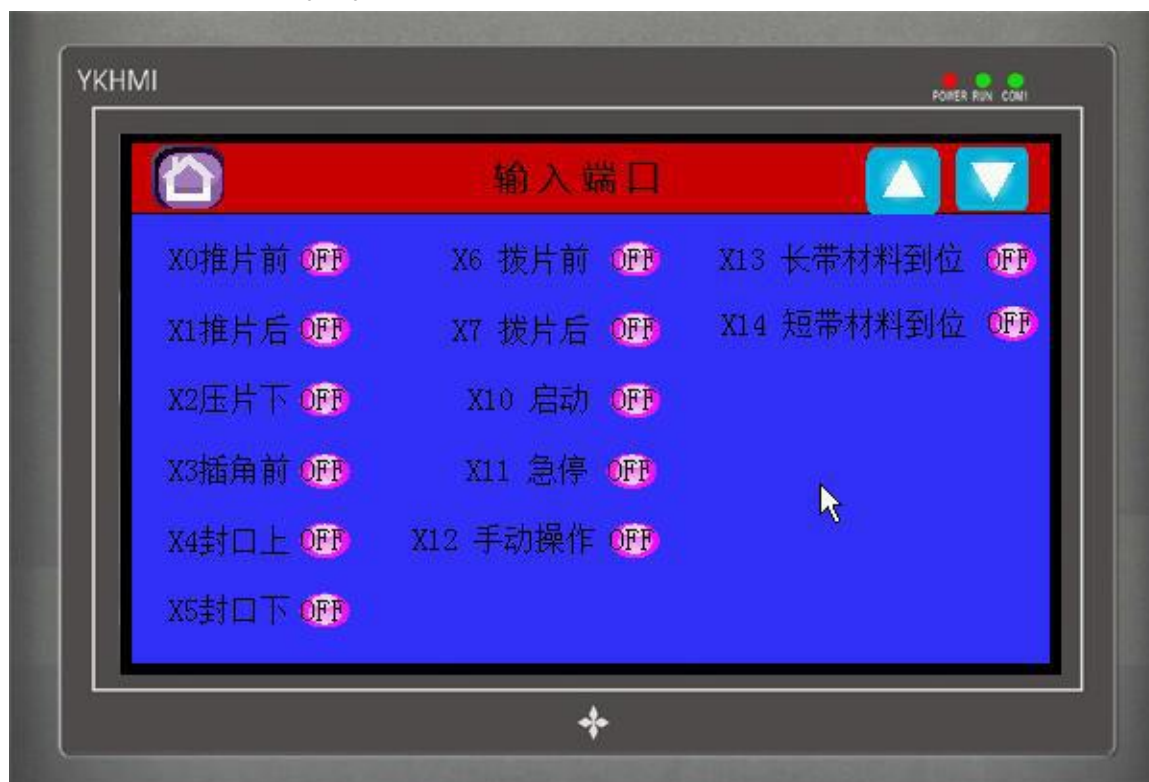 YKHMI
POWER RUN COM1
输入端口
X0推片前 OFF
X6 拨片前 OFF
X13 长带材料到位 OFF
X1推片后 OFF
X7 拨片后 OFF
X14 短带材料到位 OFF
X2压片下 OFF
X10 启动 OFF
X3插角前 OFF
X11 急停 OFF
X4封口上 OFF
X12 手动操作 OFF
X5封口下 OFF